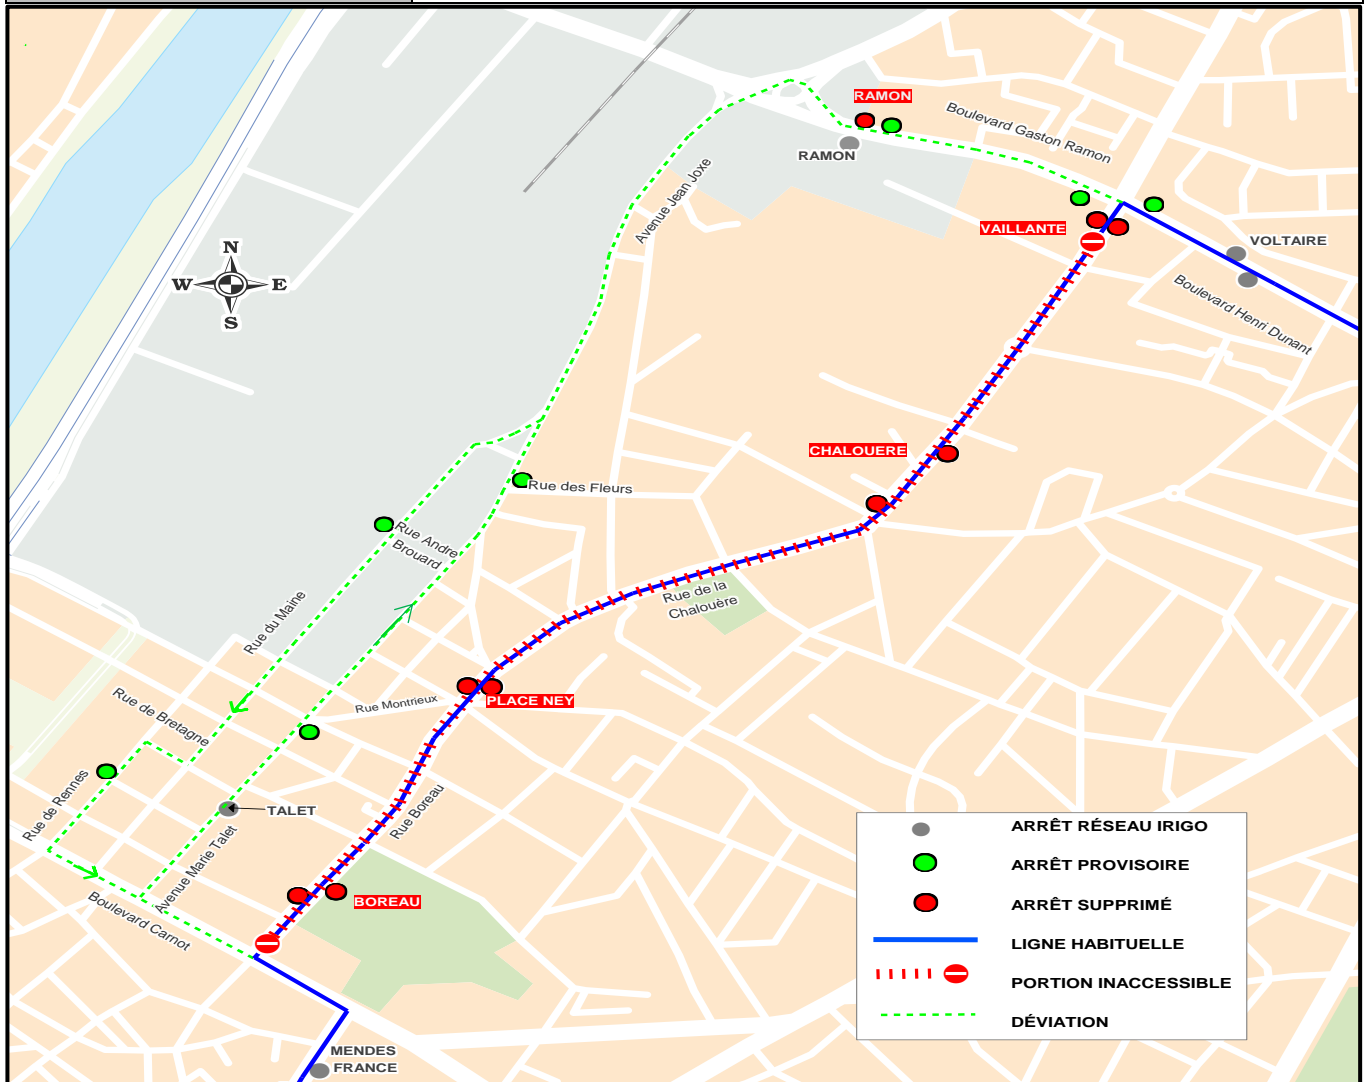 RAMON
Boulevard Gaston Ramon
RAMON
Avenue Jean Joxe
VAILLANTE
VOLTAIRE
N
W E
S
Boulevard Henri Dunant
CHALOUERE
Rue des Fleurs
Rue Andre
Brouard
Rue de la
Chalouère
Rue du Maine
Rue de Bretagne
Rue Montrieux
PLACE NEY
Rue de Rennes
TALET
Rue Boreau
Avenue Marie Talet
BOREAU
Boulevard Carnot
MENDES
FRANCE
ARRÊT RÉSEAU IRIGO
ARRÊT PROVISOIRE
ARRÊT SUPPRIMÉ
LIGNE HABITUELLE
PORTION INACCESSIBLE
DÉVIATION